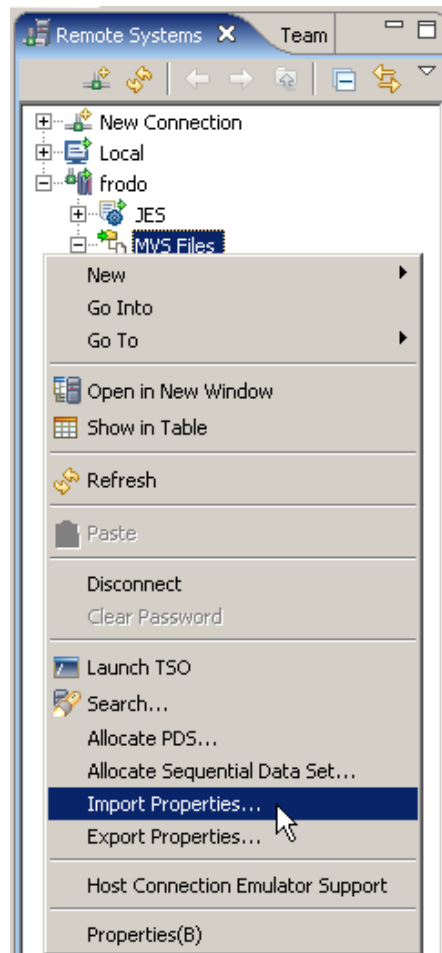 Remote Systems Team
New Connection
Local
frodo
JES
MVS Files
New
Go Into
Go To
Open in New Window
Show in Table
Refresh
Paste
Disconnect
Clear Password
Launch TSO
Search...
Allocate PDS...
Allocate Sequential Data Set...
Import Properties...
Export Properties...
Host Connection Emulator Support
Properties(B)